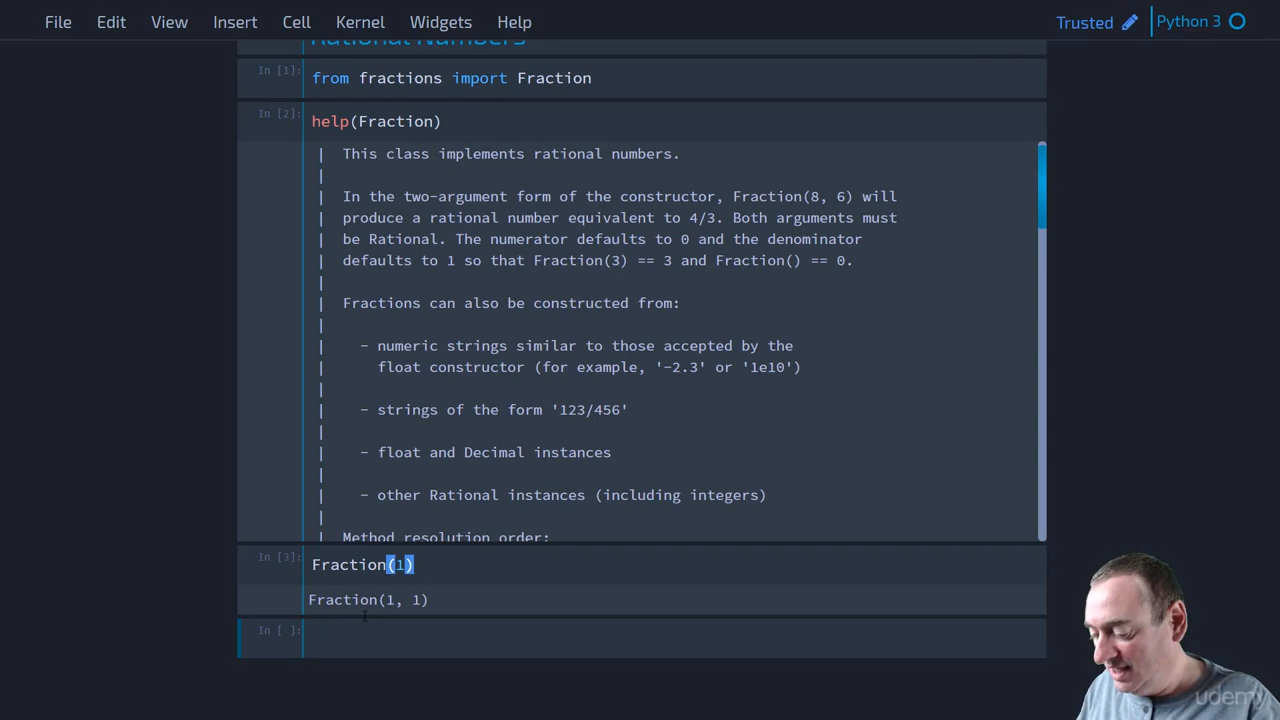 File Edit View Insert Cell Kernel Widgets Help Trusted Python 3
Rational Numbers
In [1]: from fractions import Fraction
In [2]: help(Fraction)
| This class implements rational numbers.
|
| In the two-argument form of the constructor, Fraction(8, 6) will
| produce a rational number equivalent to 4/3. Both arguments must
| be Rational. The numerator defaults to 0 and the denominator
| defaults to 1 so that Fraction(3) == 3 and Fraction() == 0.
|
| Fractions can also be constructed from:
|
| - numeric strings similar to those accepted by the
| float constructor (for example, '-2.3' or '1e10')
|
| - strings of the form '123/456'
|
| - float and Decimal instances
|
| - other Rational instances (including integers)
|
| Method resolution order:
In [3]: Fraction(1)
Fraction(1, 1)
In [ ]:
udemy